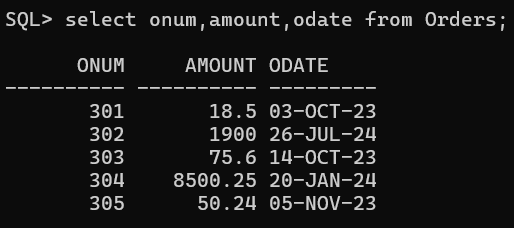 SQL> select onum,amount,odate from Orders;
      ONUM     AMOUNT ODATE
---------- ---------- ---------
       301       18.5 03-OCT-23
       302       1900 26-JUL-24
       303       75.6 14-OCT-23
       304    8500.25 20-JAN-24
       305      50.24 05-NOV-23